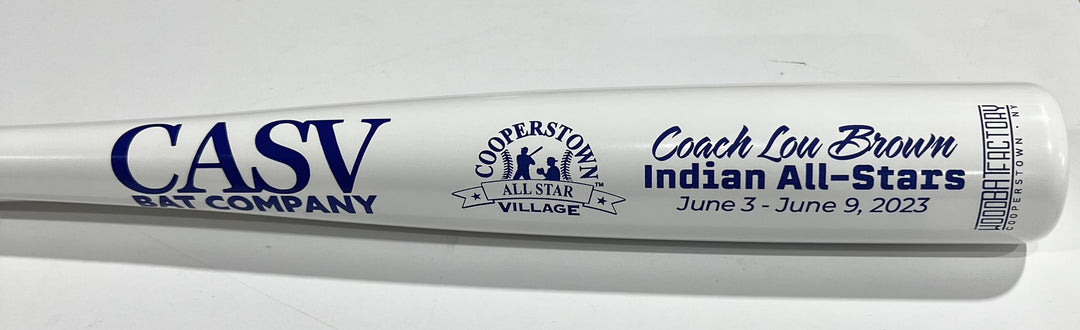 CASV
BAT COMPANY
COOPERSTOWN
ALL STAR
VILLAGE™
Coach Lou Brown
Indian All-Stars
June 3 - June 9, 2023
WOODBATFACTORY
COOPERSTOWN • NY